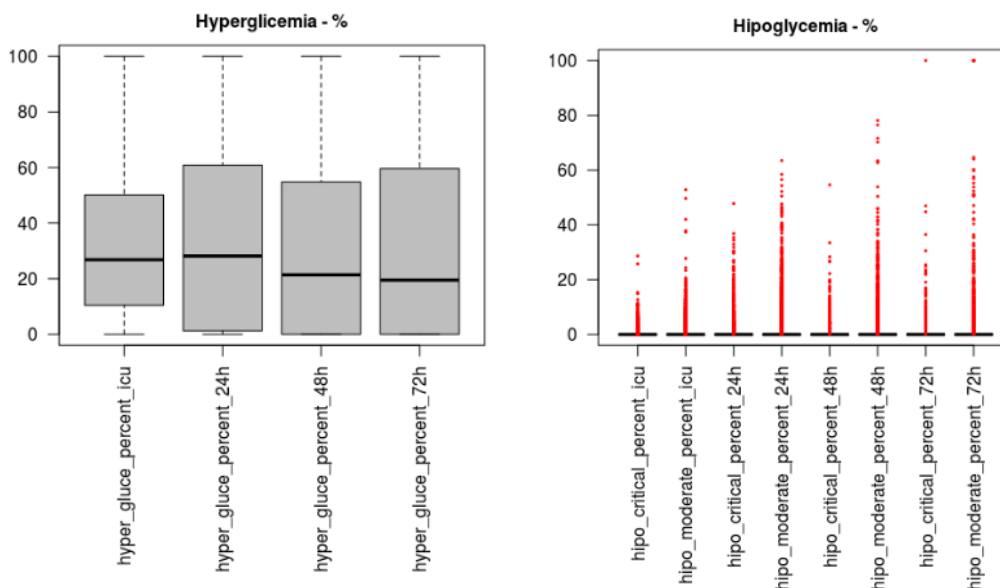 Hyperglicemia - %
100
80
60
40
20
0
hyper_gluce_percent_icu
hyper_gluce_percent_24h
hyper_gluce_percent_48h
hyper_gluce_percent_72h
Hipoglycemia - %
100
80
60
40
20
0
hipo_critical_percent_icu
hipo_moderate_percent_icu
hipo_critical_percent_24h
hipo_moderate_percent_24h
hipo_critical_percent_48h
hipo_moderate_percent_48h
hipo_critical_percent_72h
hipo_moderate_percent_72h